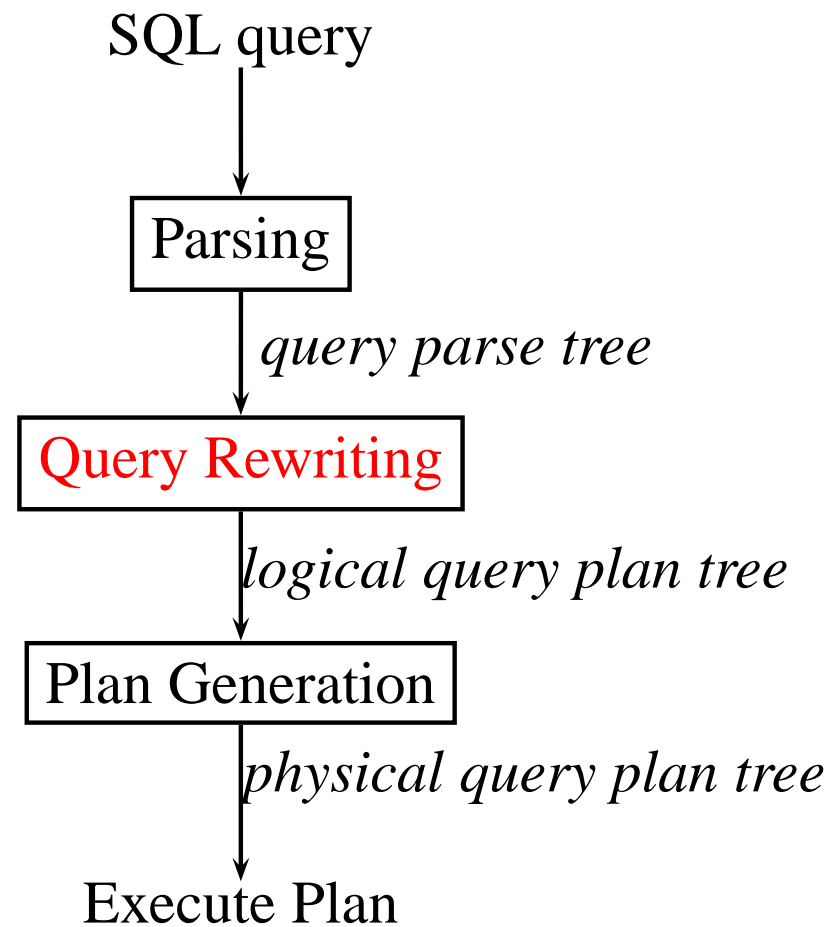 SQL query
Parsing
query parse tree
Query Rewriting
logical query plan tree
Plan Generation
physical query plan tree
Execute Plan